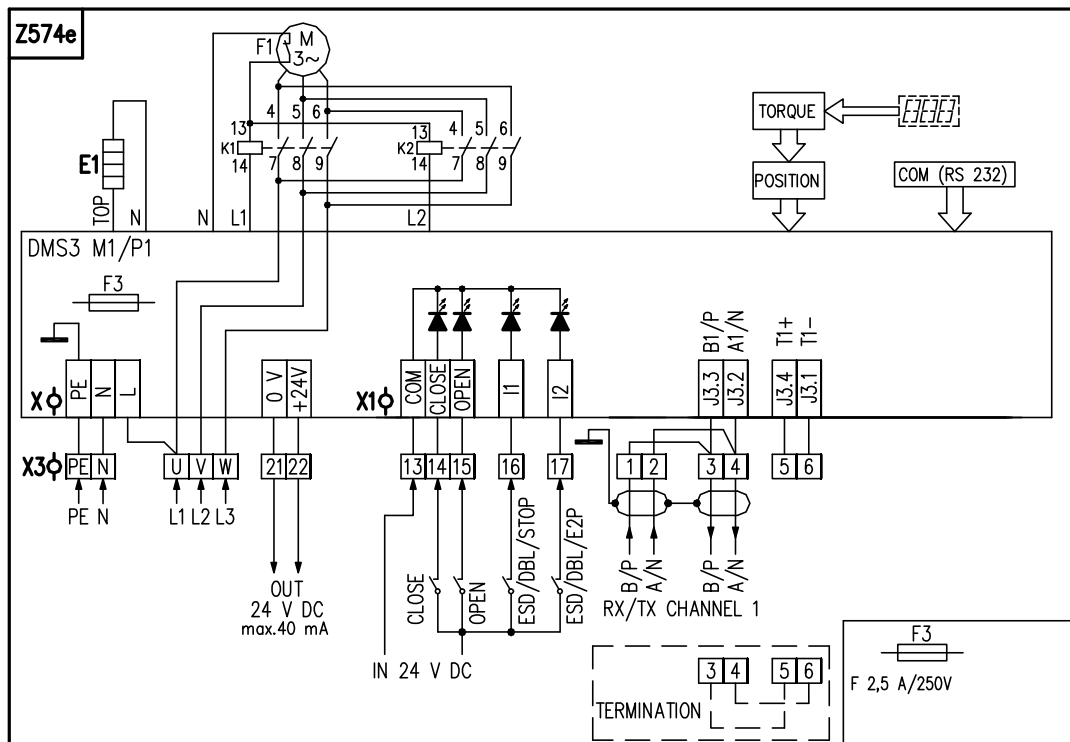 Z574e
F1
M
3~
4 5 6
13
K1
14
7 8 9
4 5 6
13
K2
14
7 8 9
E1
TOP
N
N
L1
L2
TORQUE
POSITION
COM (RS 232)
DMS3 M1/P1
F3
X
PE
N
L
0 V
+24V
X1
COM
CLOSE
OPEN
I1
I2
B1/P
A1/N
T1+
T1-
J3.3
J3.2
J3.4
J3.1
X3
PE N
U V W
21 22
13 14 15
16
17
1 2
3 4
5 6
PE N
L1 L2 L3
OUT
24 V DC
max.40 mA
CLOSE
OPEN
ESD/DBL/STOP
ESD/DBL/E2P
B/P
A/N
B/P
A/N
RX/TX CHANNEL 1
IN 24 V DC
3 4
5 6
TERMINATION
F3
F 2,5 A/250V